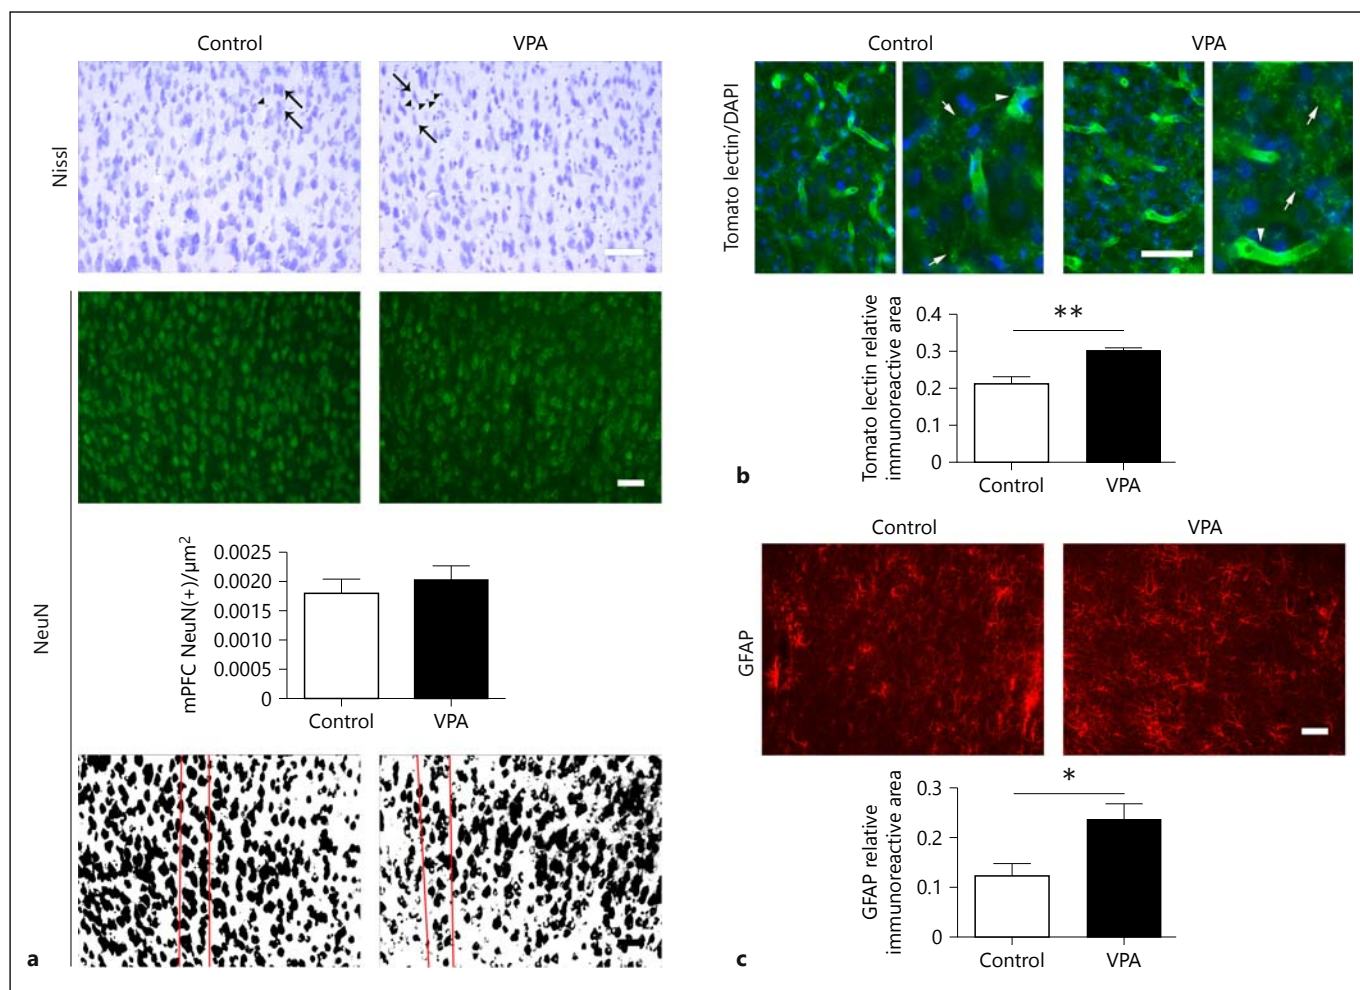 Control
VPA
Nissl
NeuN
mPFC NeuN(+)/μm²
0.0025
0.0020
0.0015
0.0010
0.0005
0
Control
VPA
a
Control
VPA
Tomato lectin/DAPI
Tomato lectin relative
immunoreactive area
0.4
0.3
0.2
0.1
0
**
Control
VPA
b
Control
VPA
GFAP
GFAP relative
immunoreactive area
0.3
0.2
0.1
0
*
Control
VPA
c